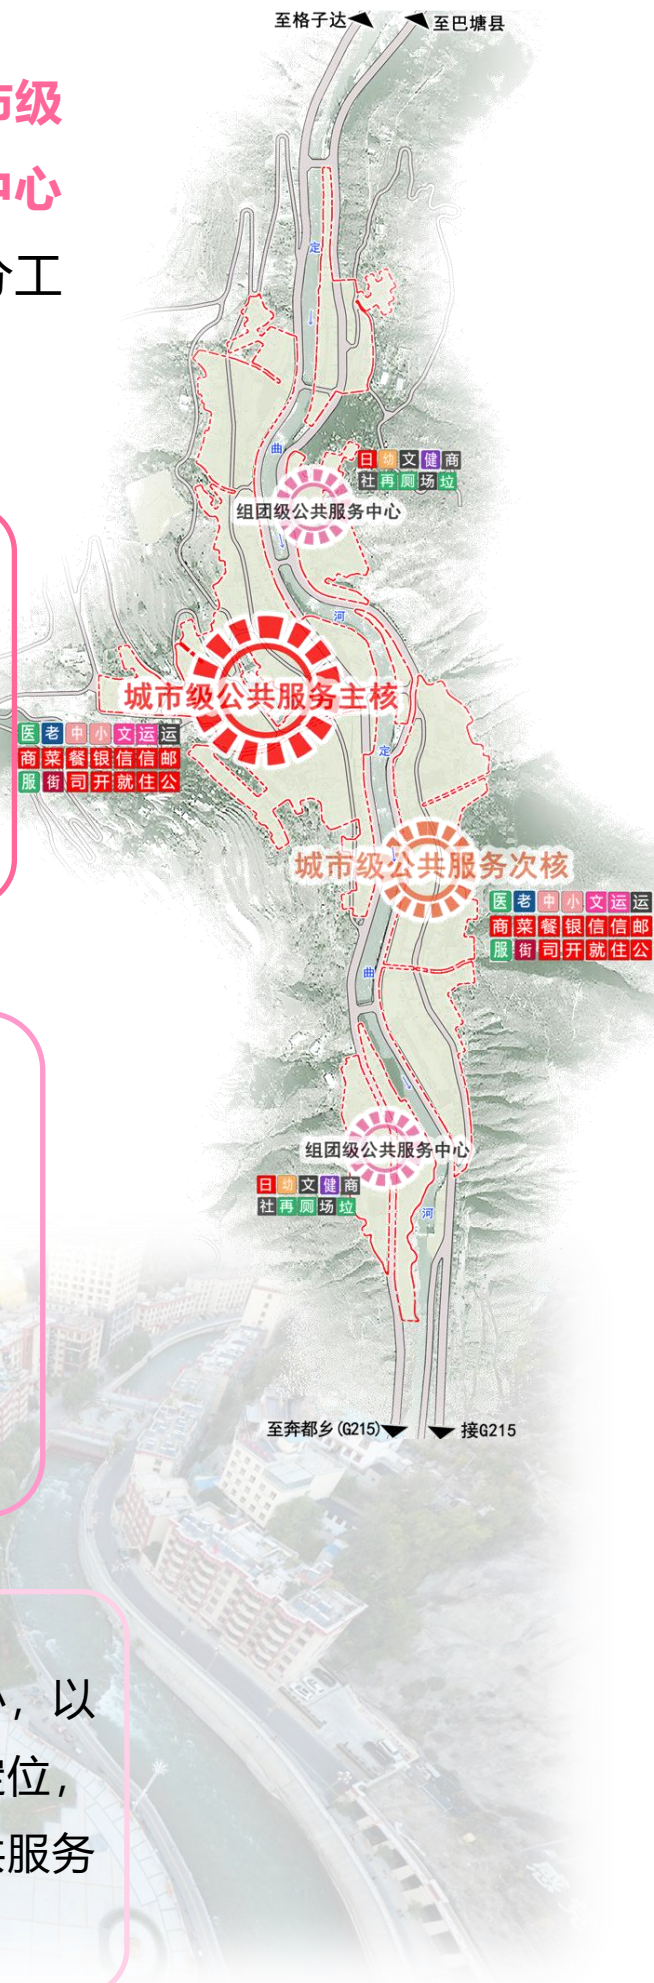 至格子达
至巴塘县
市级
中心
分工
定
曲
日幼文健商
社再厕场垃
组团级公共服务中心
河
城市级公共服务主核
医老中小文运运
商菜餐银信信邮
服街司开就住公
定
城市级公共服务次核
医老中小文运运
商菜餐银信信邮
服街司开就住公
曲
组团级公共服务中心
日幼文健商
社再厕场垃
河
至奔都乡(G215)
接G215
，以
定位，
共服务